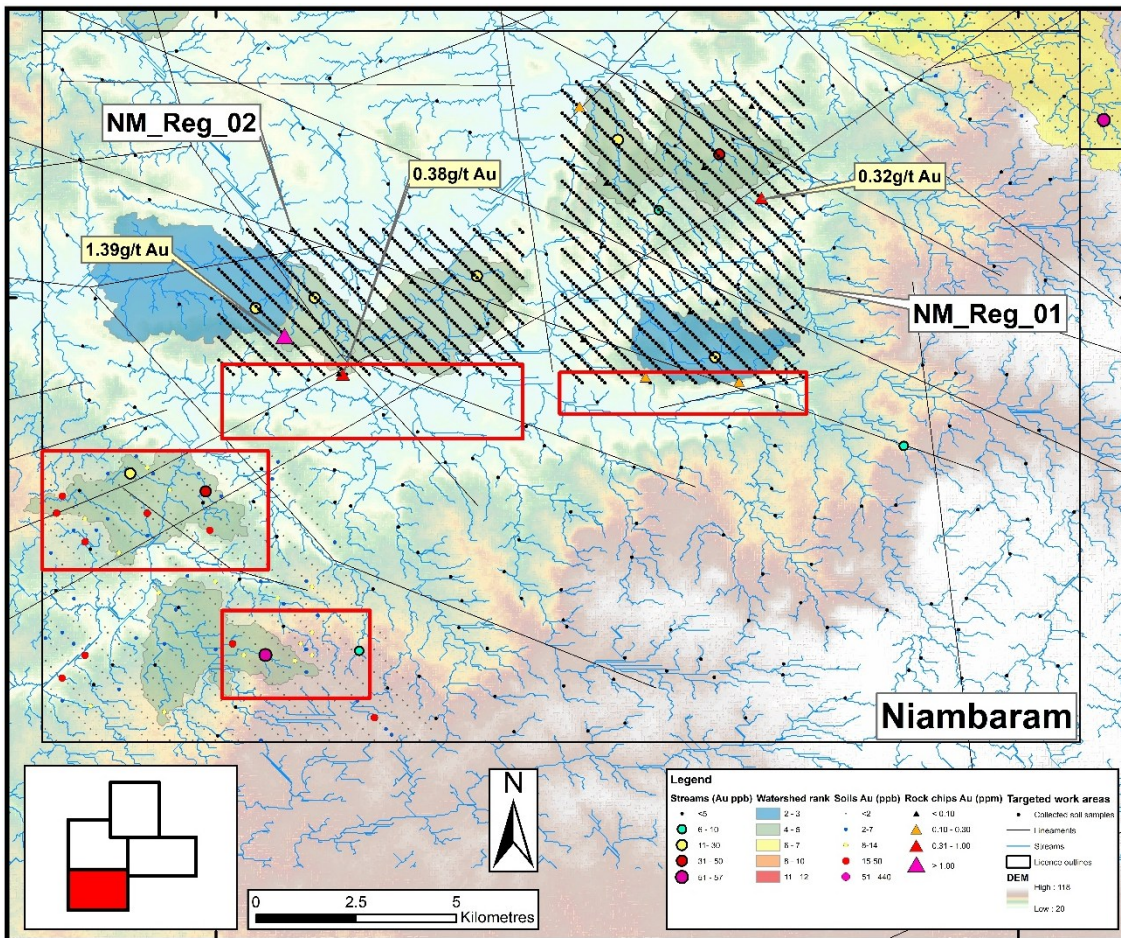 NM_Reg_02
0.38g/t Au
0.32g/t Au
1.39g/t Au
NM_Reg_01
Niambaram
N
0 2.5 5
Kilometres
Legend
Streams (Au ppb) Watershed rank Soils Au (ppb) Rock chips Au (ppm) Targeted work areas
<5 2 - 3 <2 < 0.10 Collected soil samples
6 - 10 4 - 5 2-7 0.10 - 0.30 Lineaments
11 - 30 6 - 7 8-14 0.31 - 1.00 Streams
31 - 50 8 - 10 15-50 > 1.00 Licence outlines
51 - 57 11 - 12 51 - 440 DEM
High : 118
Low : 20